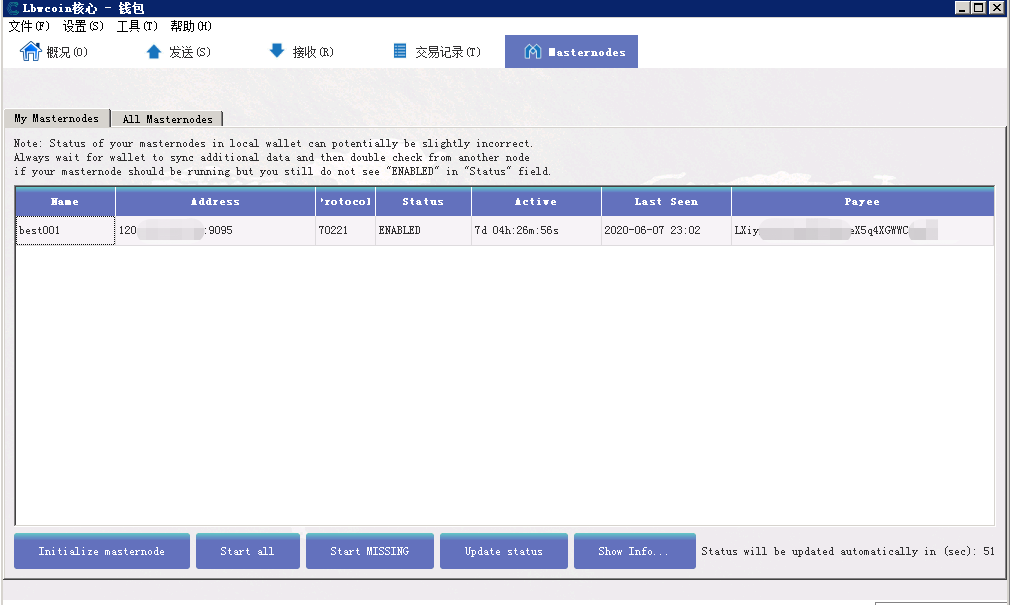 Lbwcoin核心 - 钱包
文件(F) 设置(S) 工具(T) 帮助(H)
概况(O) 发送(S) 接收(R) 交易记录(T) Masternodes
My Masternodes All Masternodes
Note: Status of your masternodes in local wallet can potentially be slightly incorrect.
Always wait for wallet to sync additional data and then double check from another node
if your masternode should be running but you still do not see "ENABLED" in "Status" field.
Name Address rotocol Status Active Last Seen Payee
best001 120 :9095 70221 ENABLED 7d 04h:26m:56s 2020-06-07 23:02 LXiy eX5q4XGWWC
Initialize masternode Start all Start MISSING Update status Show Info... Status will be updated automatically in (sec): 51